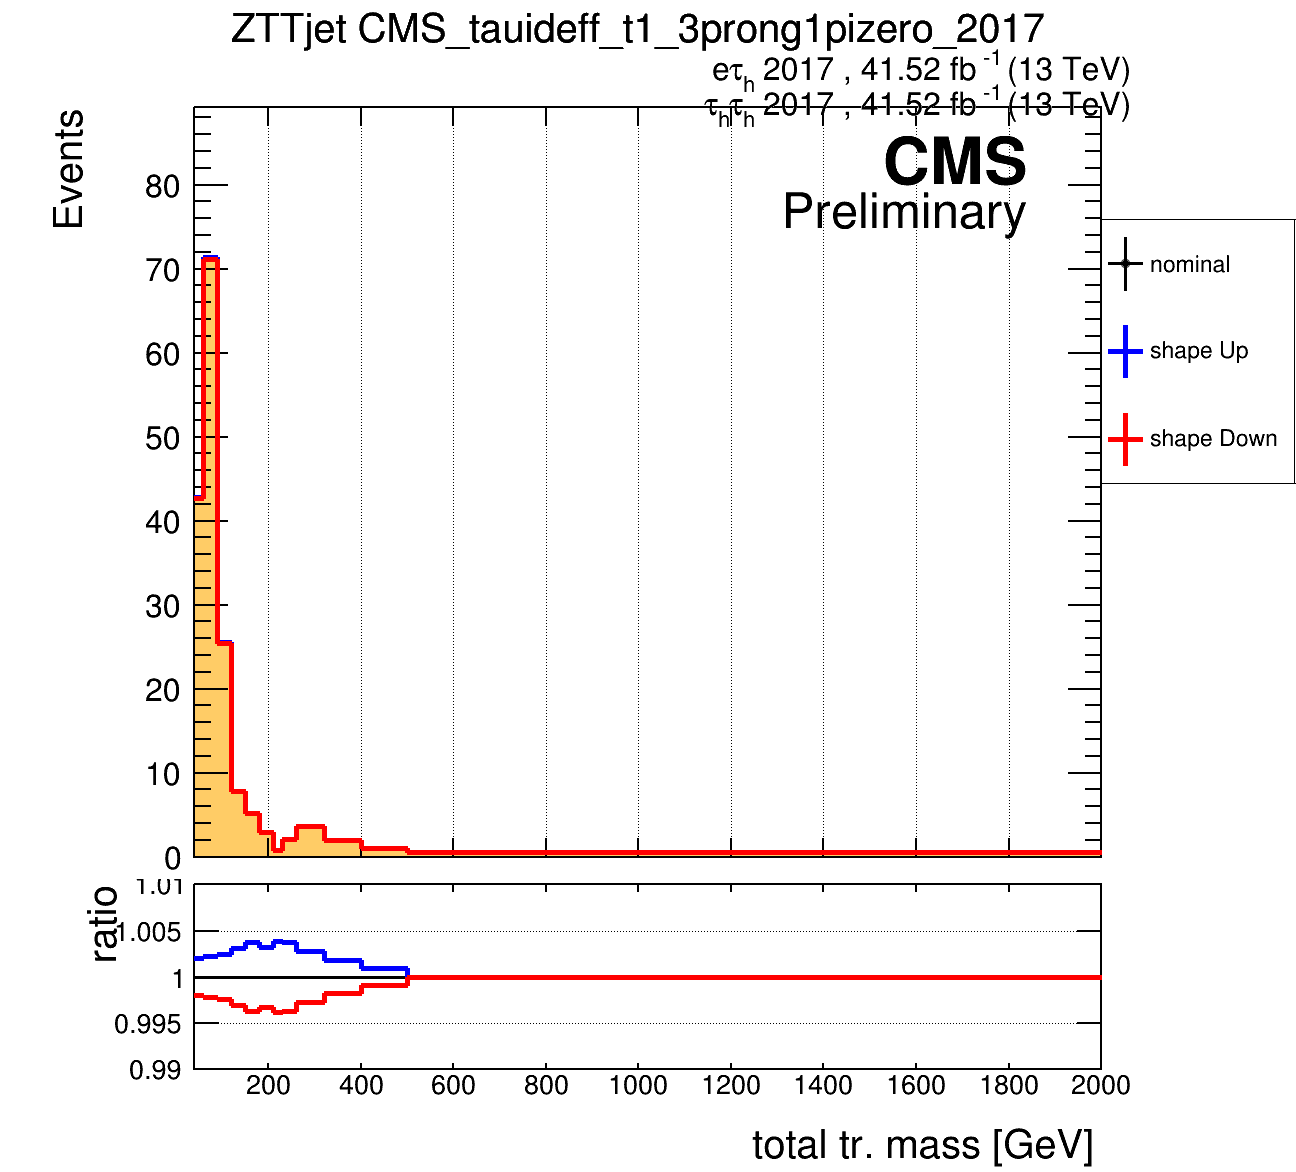 ZTTjet CMS_tauideff_t1_3prong1pizero_2017
eτh 2017 , 41.52 fb -1 (13 TeV)
τhτh 2017 , 41.52 fb -1 (13 TeV)
CMS
Preliminary
Events
80
70
60
50
40
30
20
10
0
nominal
shape Up
shape Down
ratio
1.01
1.005
1
0.995
0.99
200 400 600 800 1000 1200 1400 1600 1800 2000
total tr. mass [GeV]